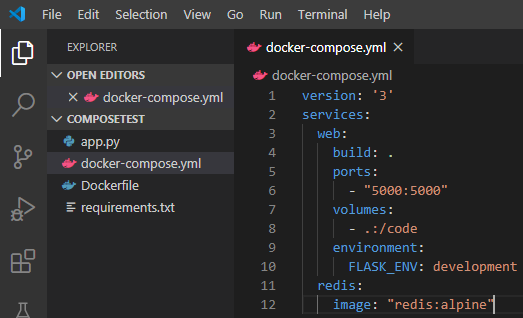 File Edit Selection View Go Run Terminal Help
EXPLORER
OPEN EDITORS
docker-compose.yml
COMPOSETEST
app.py
docker-compose.yml
Dockerfile
requirements.txt
docker-compose.yml
docker-compose.yml
1 version: '3'
2 services:
3   web:
4     build: .
5     ports:
6       - "5000:5000"
7     volumes:
8       - .:/code
9     environment:
10       FLASK_ENV: development
11   redis:
12     image: "redis:alpine"